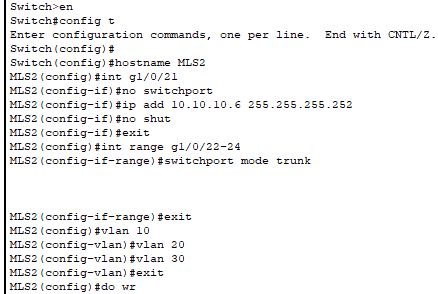 Switch>en
Switch#config t
Enter configuration commands, one per line.  End with CNTL/Z.
Switch(config)#
Switch(config)#hostname MLS2
MLS2(config)#int g1/0/21
MLS2(config-if)#no switchport
MLS2(config-if)#ip add 10.10.10.6 255.255.255.252
MLS2(config-if)#no shut
MLS2(config-if)#exit
MLS2(config)#int range g1/0/22-24
MLS2(config-if-range)#switchport mode trunk
MLS2(config-if-range)#exit
MLS2(config)#vlan 10
MLS2(config-vlan)#vlan 20
MLS2(config-vlan)#vlan 30
MLS2(config-vlan)#exit
MLS2(config)#do wr